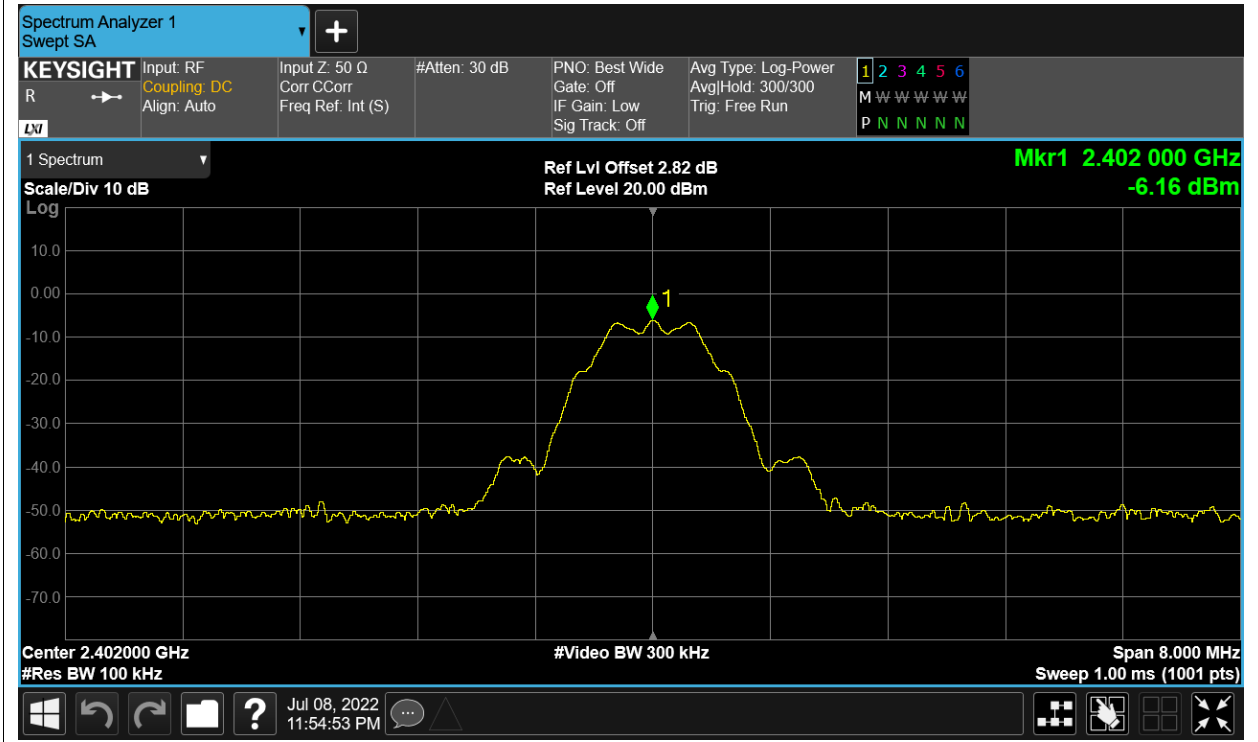 Spectrum Analyzer 1
Swept SA
KEYSIGHT
R
LXI
Input: RF
Coupling: DC
Align: Auto
Input Z: 50 Ω
Corr CCorr
Freq Ref: Int (S)
#Atten: 30 dB
PNO: Best Wide
Gate: Off
IF Gain: Low
Sig Track: Off
Avg Type: Log-Power
Avg|Hold: 300/300
Trig: Free Run
1 2 3 4 5 6
M W W W W W
P N N N N N
1 Spectrum
Scale/Div 10 dB
Log
Ref Lvl Offset 2.82 dB
Ref Level 20.00 dBm
Mkr1 2.402 000 GHz
-6.16 dBm
10.0
0.00
1
-10.0
-20.0
-30.0
-40.0
-50.0
-60.0
-70.0
Center 2.402000 GHz
#Res BW 100 kHz
#Video BW 300 kHz
Span 8.000 MHz
Sweep 1.00 ms (1001 pts)
?
Jul 08, 2022
11:54:53 PM